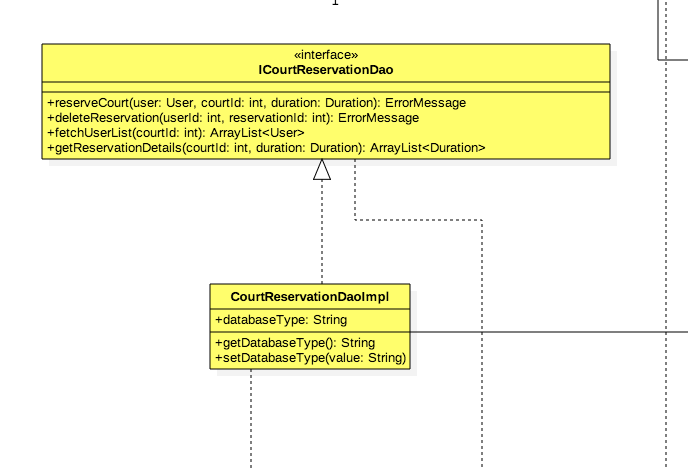 1
«interface»
ICourtReservationDao
+reserveCourt(user: User, courtId: int, duration: Duration): ErrorMessage
+deleteReservation(userId: int, reservationId: int): ErrorMessage
+fetchUserList(courtId: int): ArrayList<User>
+getReservationDetails(courtId: int, duration: Duration): ArrayList<Duration>
CourtReservationDaoImpl
+databaseType: String
+getDatabaseType(): String
+setDatabaseType(value: String)